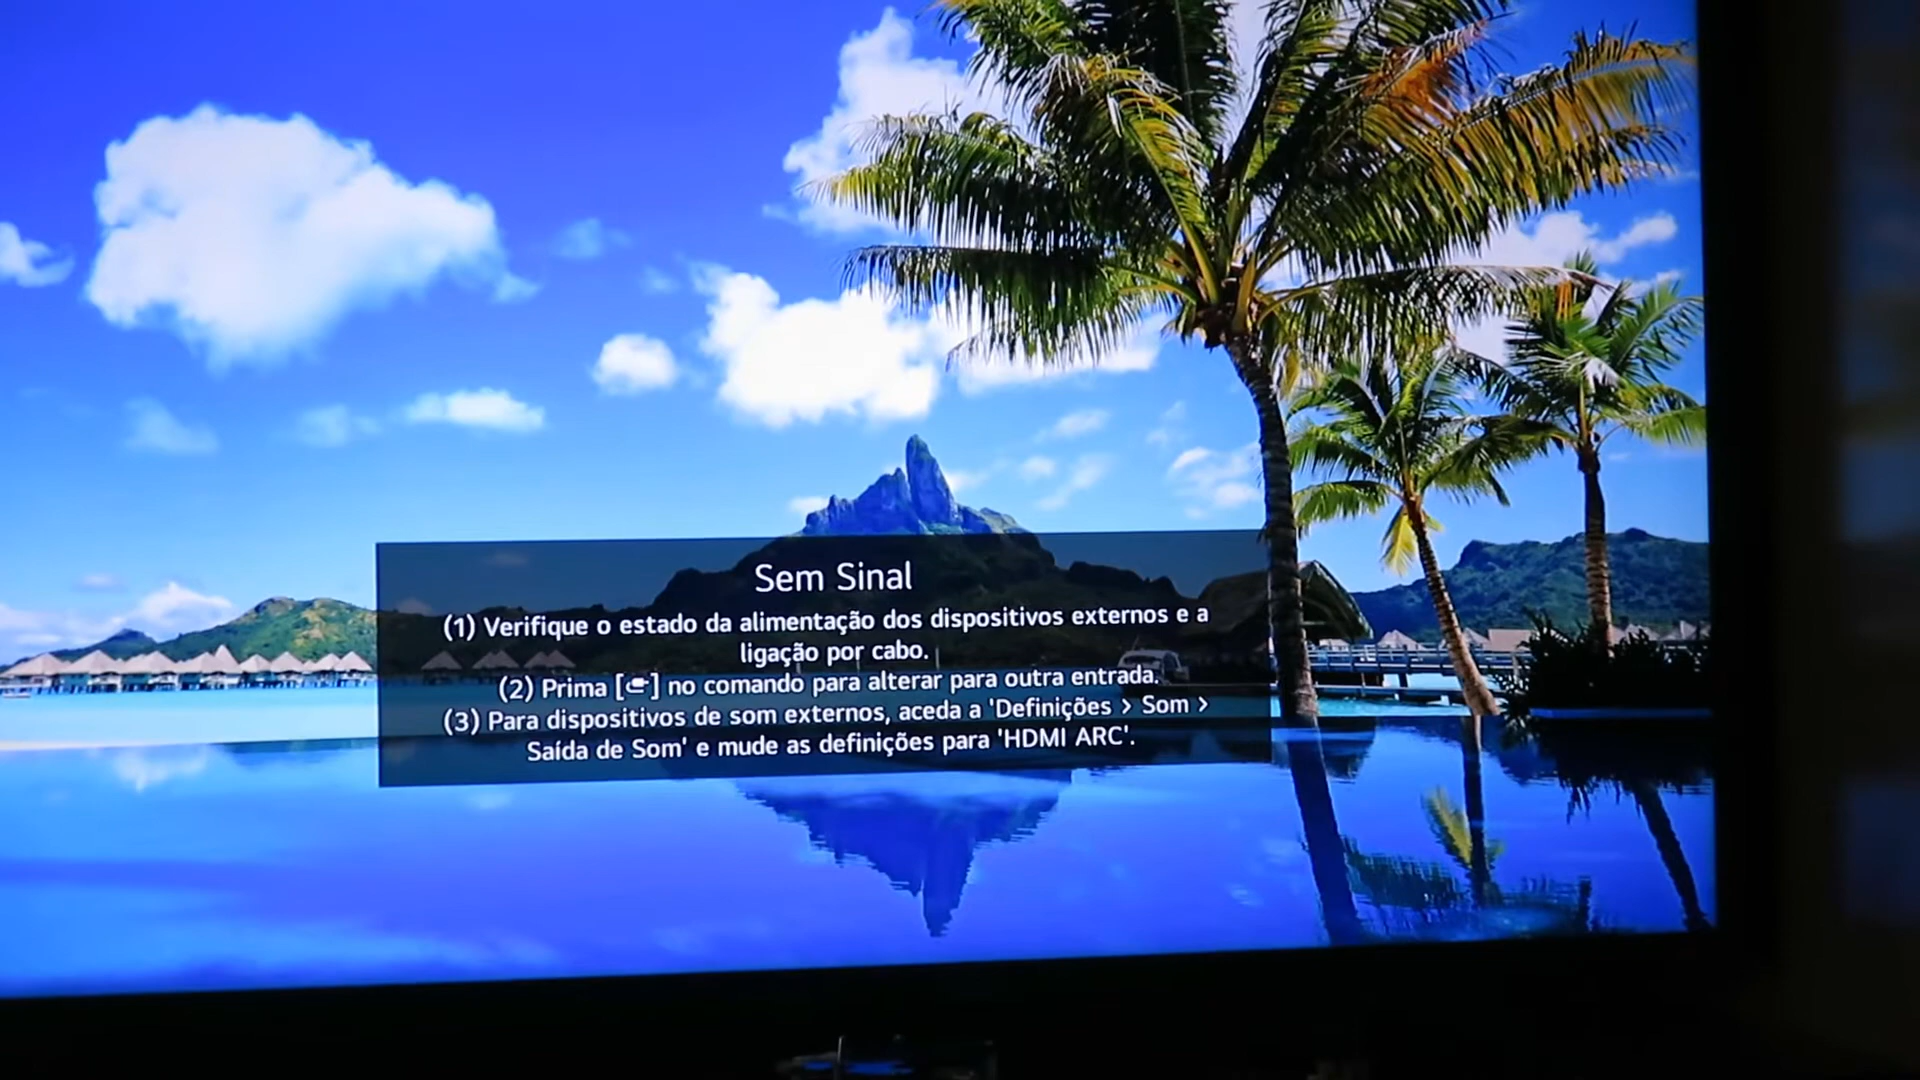 Sem Sinal
(1) Verifique o estado da alimentação dos dispositivos externos e a
ligação por cabo.
(2) Prima [ ] no comando para alterar para outra entrada.
(3) Para dispositivos de som externos, aceda a 'Definições > Som >
Saída de Som' e mude as definições para 'HDMI ARC'.